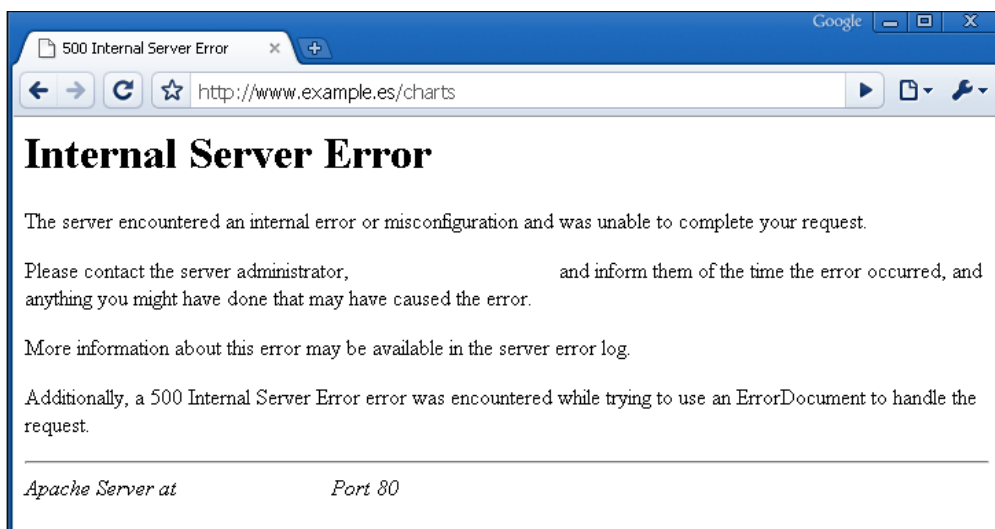 Google
500 Internal Server Error
http://www.example.es/charts
Internal Server Error
The server encountered an internal error or misconfiguration and was unable to complete your request.
Please contact the server administrator, and inform them of the time the error occurred, and
anything you might have done that may have caused the error.
More information about this error may be available in the server error log.
Additionally, a 500 Internal Server Error error was encountered while trying to use an ErrorDocument to handle the
request.
Apache Server at Port 80